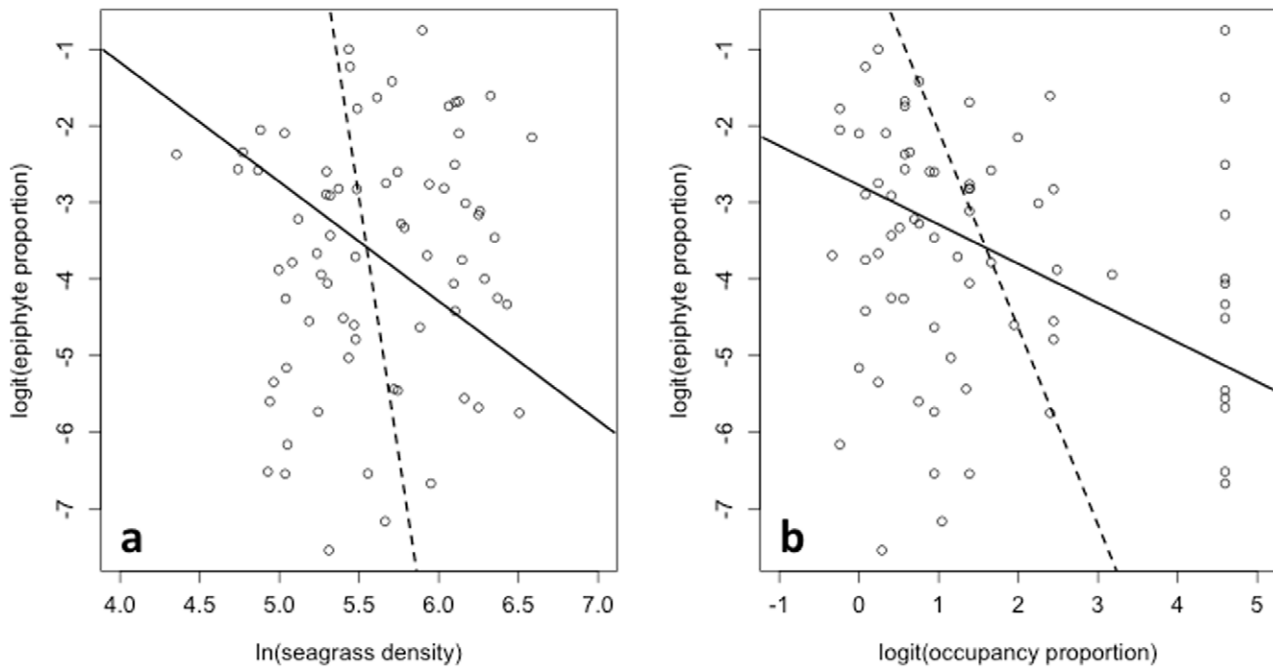 -1
-2
-3
-4
-5
-6
-7
logit(epiphyte proportion)
a
4.0 4.5 5.0 5.5 6.0 6.5 7.0
ln(seagrass density)
-1
-2
-3
-4
-5
-6
-7
logit(epiphyte proportion)
b
-1 0 1 2 3 4 5
logit(occupancy proportion)